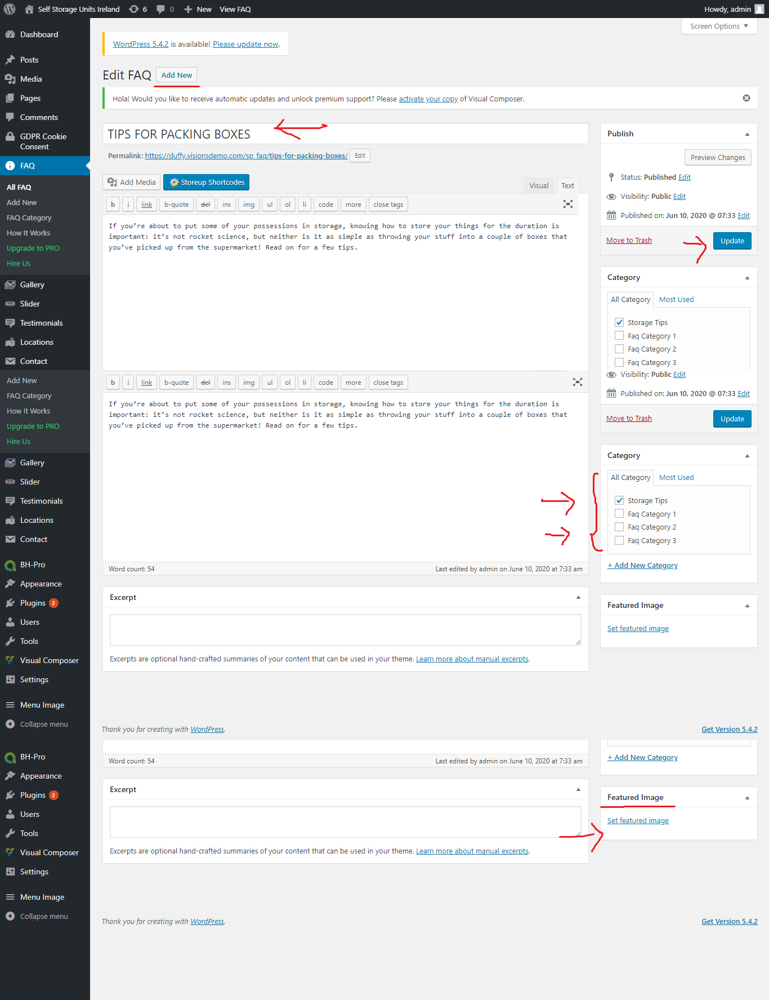 Self Storage Units Ireland 6 0 New View FAQ Howdy, admin
Screen Options
Dashboard
Posts
Media
Pages
Comments
GDPR Cookie
Consent
FAQ
All FAQ
Add New
FAQ Category
How It Works
Upgrade to PRO
Hire Us
Gallery
Slider
Testimonials
Locations
Contact
Add New
FAQ Category
How It Works
Upgrade to PRO
Hire Us
Gallery
Slider
Testimonials
Locations
Contact
BH-Pro
Appearance
Plugins 2
Users
Tools
Visual Composer
Settings
Menu Image
Collapse menu
BH-Pro
Appearance
Plugins 2
Users
Tools
Visual Composer
Settings
Menu Image
Collapse menu
WordPress 5.4.2 is available! Please update now.
Edit FAQ Add New
Hola! Would you like to receive automatic updates and unlock premium support? Please activate your copy of Visual Composer.
TIPS FOR PACKING BOXES
Permalink: https://duffy.visionsdemo.com/sp_faq/tips-for-packing-boxes/ Edit
Add Media Storeup Shortcodes
Visual Text
b i link b-quote del ins img ul ol li code more close tags
If you’re about to put some of your possessions in storage, knowing how to store your things for the duration is
important: it’s not rocket science, but neither is it as simple as throwing your stuff into a couple of boxes that
you’ve picked up from the supermarket! Read on for a few tips.
b i link b-quote del ins img ul ol li code more close tags
If you’re about to put some of your possessions in storage, knowing how to store your things for the duration is
important: it’s not rocket science, but neither is it as simple as throwing your stuff into a couple of boxes that
you’ve picked up from the supermarket! Read on for a few tips.
Word count: 54 Last edited by admin on June 10, 2020 at 7:33 am
Excerpt
Excerpts are optional hand-crafted summaries of your content that can be used in your theme. Learn more about manual excerpts.
Thank you for creating with WordPress. Get Version 5.4.2
Word count: 54 Last edited by admin on June 10, 2020 at 7:33 am
Excerpt
Excerpts are optional hand-crafted summaries of your content that can be used in your theme. Learn more about manual excerpts.
Thank you for creating with WordPress. Get Version 5.4.2
Publish
Preview Changes
Status: Published Edit
Visibility: Public Edit
Published on: Jun 10, 2020 @ 07:33 Edit
Move to Trash Update
Category
All Category Most Used
Storage Tips
Faq Category 1
Faq Category 2
Faq Category 3
Visibility: Public Edit
Published on: Jun 10, 2020 @ 07:33 Edit
Move to Trash Update
Category
All Category Most Used
Storage Tips
Faq Category 1
Faq Category 2
Faq Category 3
+ Add New Category
Featured Image
Set featured image
+ Add New Category
Featured Image
Set featured image